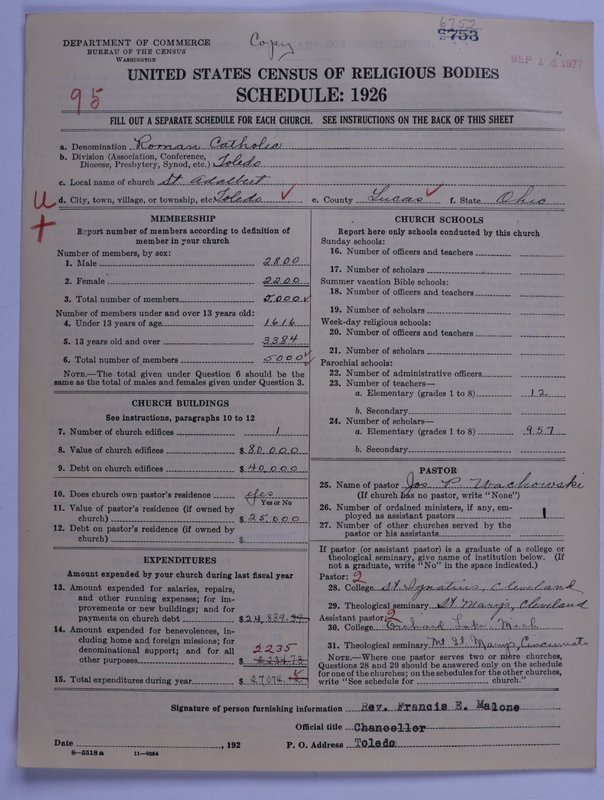 6752
8753
DEPARTMENT OF COMMERCE
BUREAU OF THE CENSUS
WASHINGTON
Copy
SEP 1 1927
UNITED STATES CENSUS OF RELIGIOUS BODIES
SCHEDULE: 1926
95
FILL OUT A SEPARATE SCHEDULE FOR EACH CHURCH. SEE INSTRUCTIONS ON THE BACK OF THIS SHEET
a. Denomination Roman Catholic
b. Division (Association, Conference, Diocese, Presbytery, Synod, etc.) Toledo
c. Local name of church St Adalbert
d. City, town, village, or township, etc. Toledo e. County Lucas f. State Ohio
U
MEMBERSHIP
Report number of members according to definition of
member in your church
Number of members, by sex:
1. Male 2800
2. Female 2200
3. Total number of members 5000
Number of members under and over 13 years old:
4. Under 13 years of age 1616
5. 13 years old and over 3384
6. Total number of members 5000
NOTE.—The total given under Question 6 should be the
same as the total of males and females given under Question 3.
CHURCH BUILDINGS
See instructions, paragraphs 10 to 12
7. Number of church edifices 1
8. Value of church edifices $ 80,000
9. Debt on church edifices $ 40,000
10. Does church own pastor's residence yes
Yes or No
11. Value of pastor's residence (if owned by
church) $ 25,000
12. Debt on pastor's residence (if owned by
church) $
EXPENDITURES
Amount expended by your church during last fiscal year
13. Amount expended for salaries, repairs,
and other running expenses; for im-
provements or new buildings; and for
payments on church debt $ 24,839.
14. Amount expended for benevolences, in-
cluding home and foreign missions; for
denominational support; and for all
other purposes 2235 $
15. Total expenditures during year $ 27,074.
CHURCH SCHOOLS
Report here only schools conducted by this church
Sunday schools:
16. Number of officers and teachers
17. Number of scholars
Summer vacation Bible schools:
18. Number of officers and teachers
19. Number of scholars
Week-day religious schools:
20. Number of officers and teachers
21. Number of scholars
Parochial schools:
22. Number of administrative officers
23. Number of teachers—
a. Elementary (grades 1 to 8) 12
b. Secondary
24. Number of scholars—
a. Elementary (grades 1 to 8) 957
b. Secondary
PASTOR
25. Name of pastor Jos P. Wachowski
(If church has no pastor, write "None")
26. Number of ordained ministers, if any, em-
ployed as assistant pastors 1
27. Number of other churches served by the
pastor or his assistants
If pastor (or assistant pastor) is a graduate of a college or
theological seminary, give name of institution below. (If
not a graduate, write "No" in the space indicated.)
Pastor: 2
28. College St Ignatius, Cleveland
29. Theological seminary St Marys, Cleveland
Assistant pastor: 2
30. College Orchard Lake, Mich
31. Theological seminary Mt St Marys, Cincinnati
NOTE.—Where one pastor serves two or more churches,
Questions 28 and 29 should be answered only on the schedule
for one of the churches; on the schedules for the other churches,
write "See schedule for church."
Signature of person furnishing information Rev. Francis E. Malone
Official title Chancellor
Date , 192 P. O. Address Toledo
8—5518a 11—9054